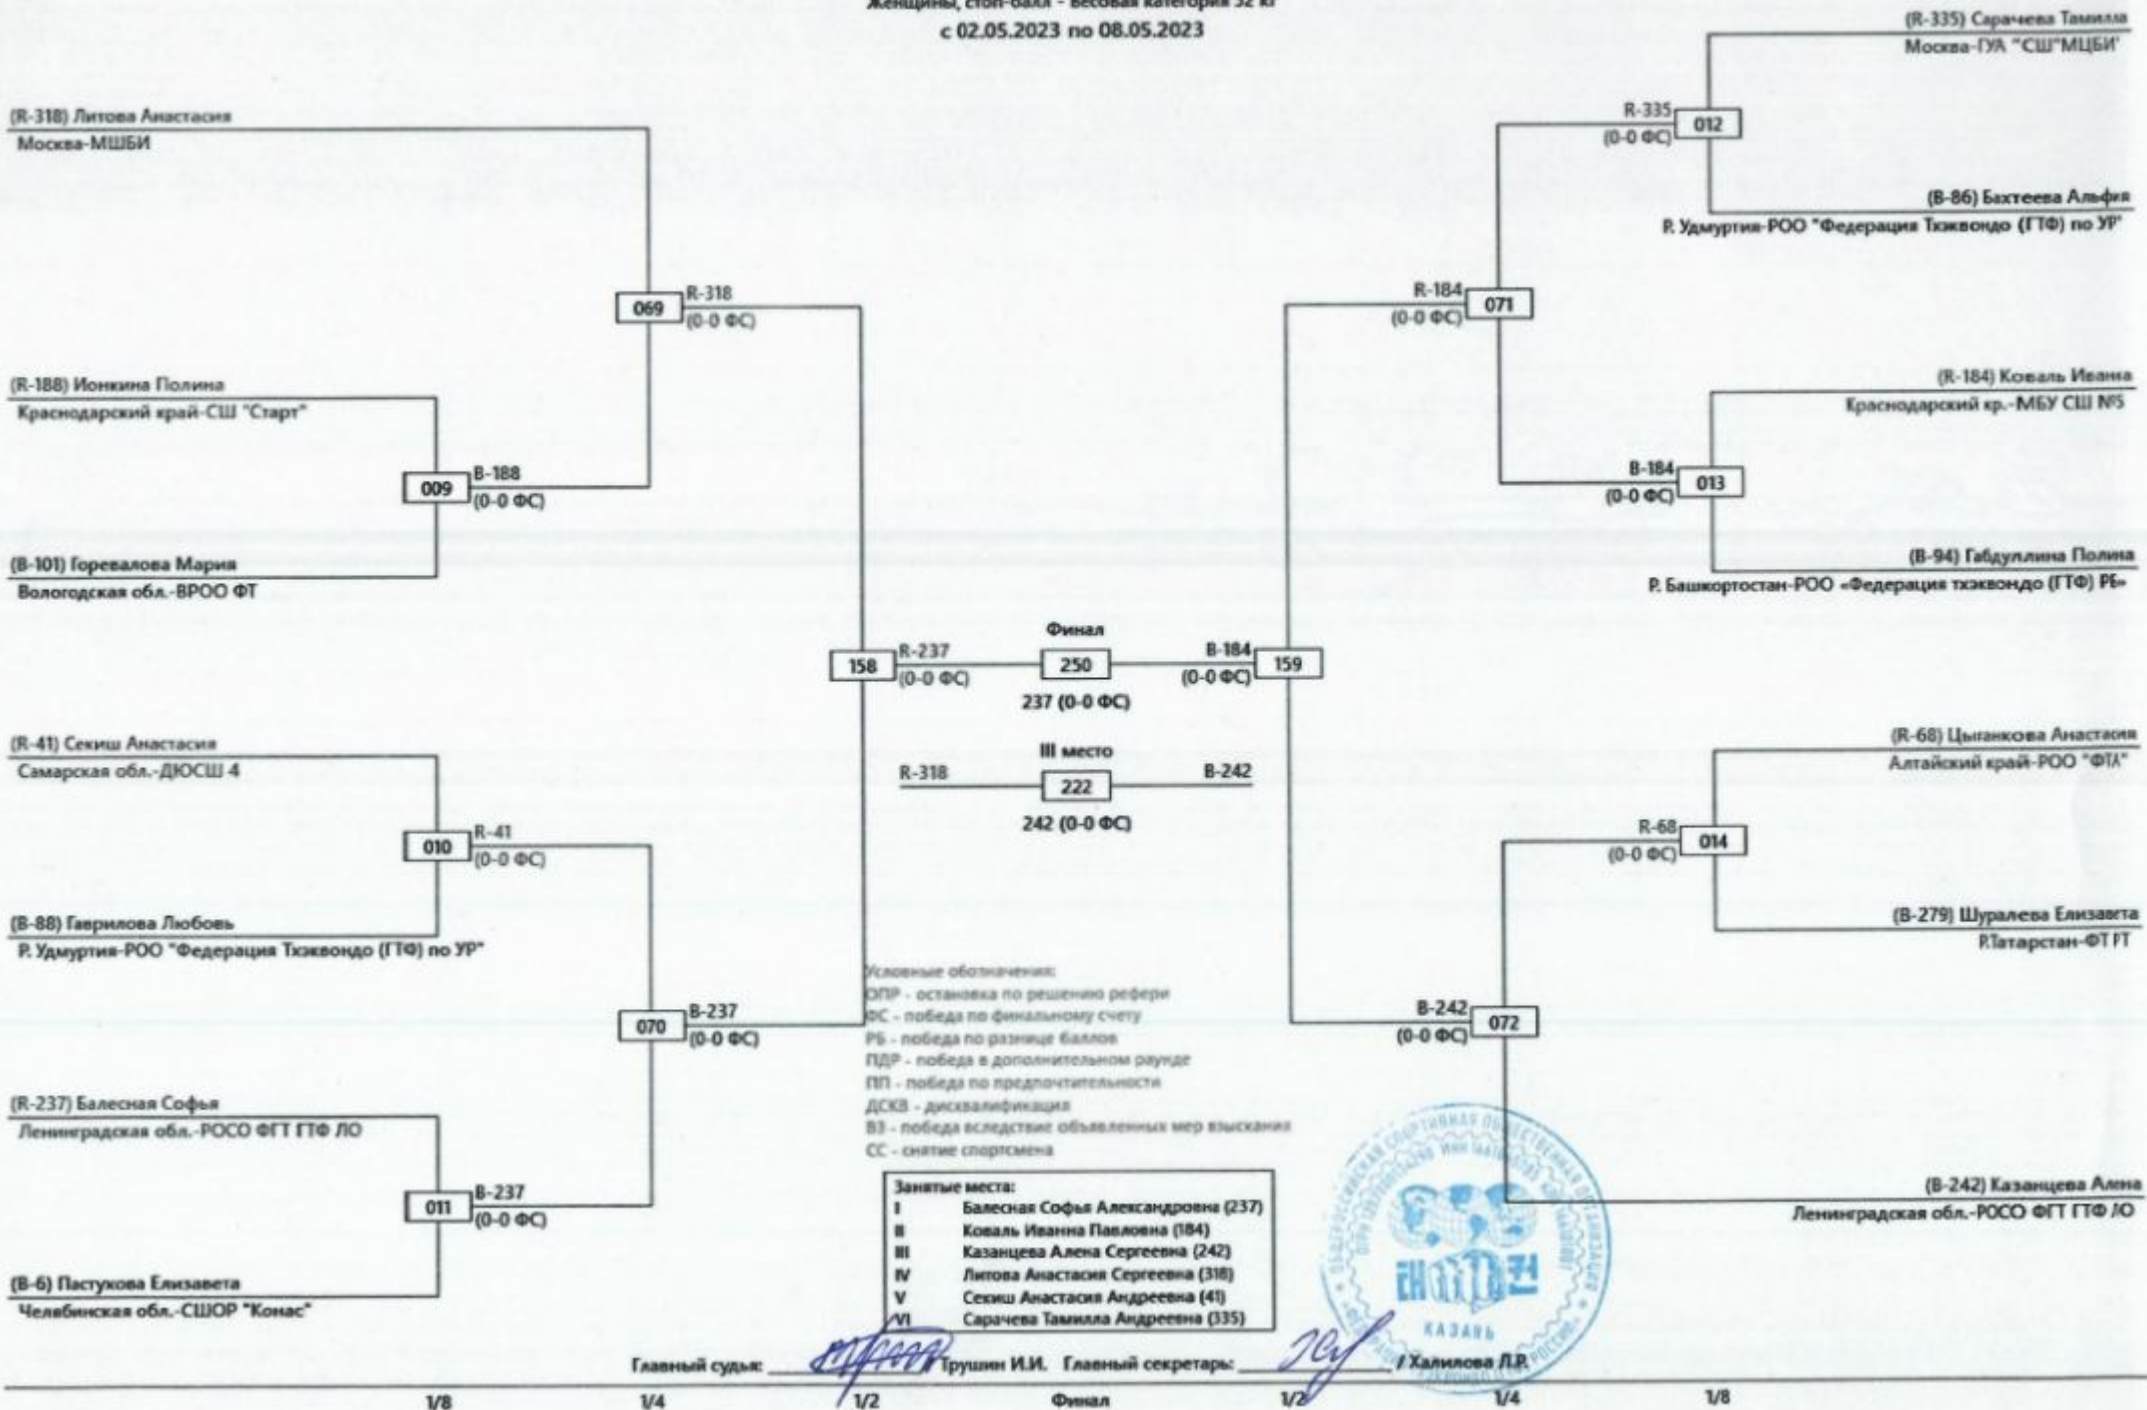 Женщины, стоп-балл - весовая категория 52 кг
с 02.05.2023 по 08.05.2023
(R-318) Литова Анастасия
Москва-МШБИ
069
R-318
(0-0 ФС)
(R-188) Ионкина Полина
Краснодарский край-СШ "Старт"
009
B-188
(0-0 ФС)
(B-101) Горевалова Мария
Вологодская обл.-ВРОО ФТ
(R-41) Секиш Анастасия
Самарская обл.-ДЮСШ 4
010
R-41
(0-0 ФС)
(B-88) Гаврилова Любовь
Р. Удмуртия-РОО "Федерация Тхэквондо (ГТФ) по УР"
070
B-237
(0-0 ФС)
(R-237) Балесная Софья
Ленинградская обл.-РОСО ФГТ ГТФ ЛО
011
B-237
(0-0 ФС)
(B-6) Пастухова Елизавета
Челябинская обл.-СШОР "Конас"
158
R-237
(0-0 ФС)
Финал
250
237 (0-0 ФС)
B-184
(0-0 ФС)
159
III место
R-318
222
B-242
242 (0-0 ФС)
(R-335) Сарачева Тамилла
Москва-ГУА "СШ"МЦБИ"
R-335
(0-0 ФС)
012
(B-86) Бахтеева Альфия
Р. Удмуртия-РОО "Федерация Тхэквондо (ГТФ) по УР"
R-184
(0-0 ФС)
071
(R-184) Коваль Иванна
Краснодарский кр.-МБУ СШ №5
B-184
(0-0 ФС)
013
(B-94) Габдуллина Полина
Р. Башкортостан-РОО «Федерация тхэквондо (ГТФ) РБ»
(R-68) Цыганкова Анастасия
Алтайский край-РОО "ФТА"
R-68
(0-0 ФС)
014
(B-279) Шуралева Елизавета
Р.Татарстан-ФТ РТ
B-242
(0-0 ФС)
072
(B-242) Казанцева Алена
Ленинградская обл.-РОСО ФГТ ГТФ ЛО
Условные обозначения:
ОПР - остановка по решению рефери
ФС - победа по финальному счету
РБ - победа по разнице баллов
ПДР - победа в дополнительном раунде
ПП - победа по предпочтительности
ДСКВ - дисквалификация
ВЗ - победа вследствие объявленных мер взыскания
СС - снятие спортсмена
Занятые места:
I Балесная Софья Александровна (237)
II Коваль Иванна Павловна (184)
III Казанцева Алена Сергеевна (242)
IV Литова Анастасия Сергеевна (318)
V Секиш Анастасия Андреевна (41)
VI Сарачева Тамилла Андреевна (335)
КАЗАНЬ
Главный судья: Трушин И.И. Главный секретарь: / Халилова Л.Р.
1/8 1/4 1/2 Финал 1/2 1/4 1/8